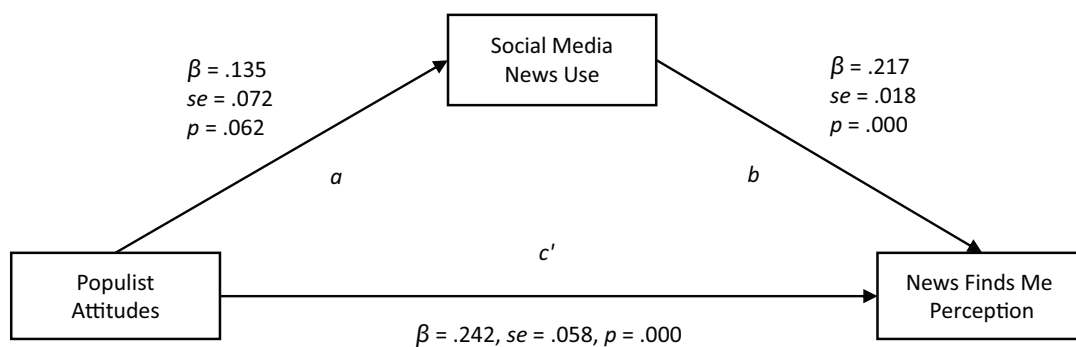 Social Media
News Use
β = .135
se = .072
p = .062
β = .217
se = .018
p = .000
a
b
c'
Populist
Attitudes
News Finds Me
Perception
β = .242, se = .058, p = .000